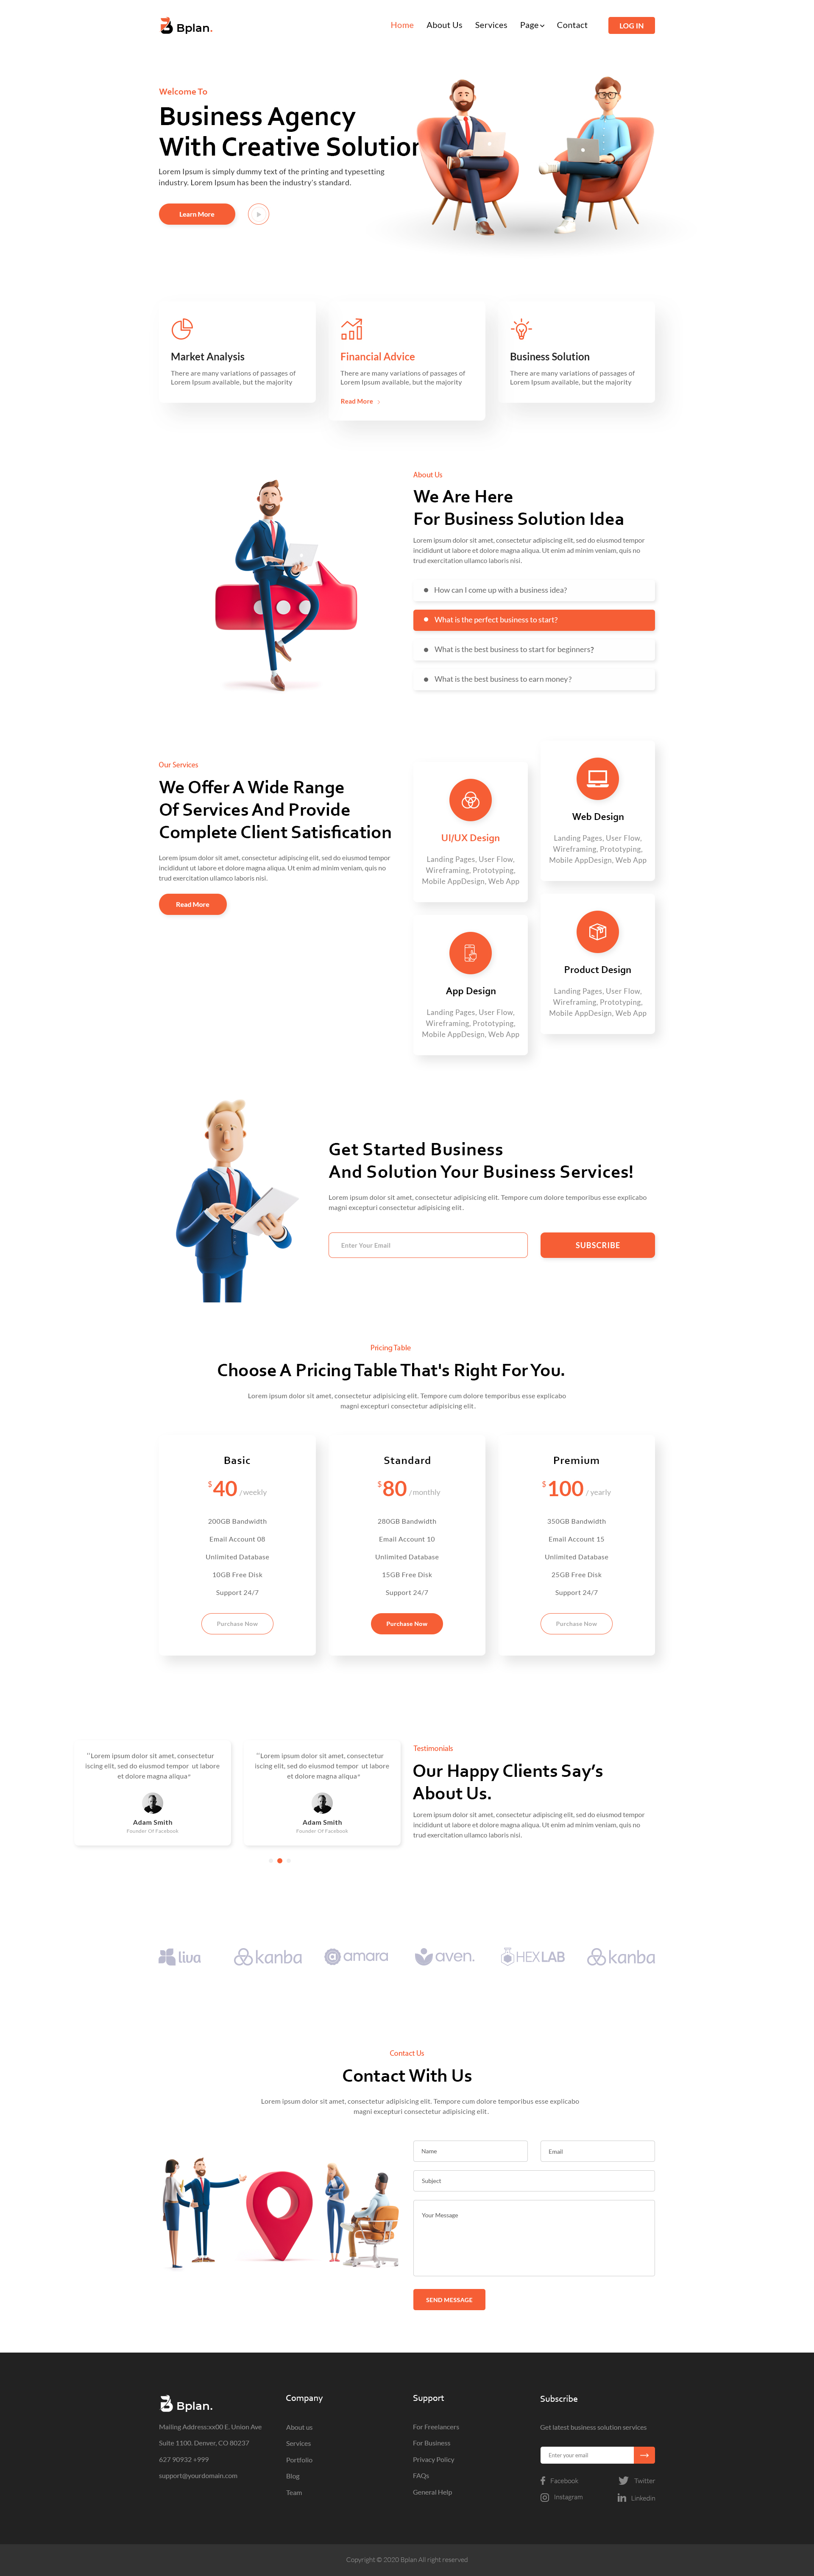 Bplan.
Home About Us Services Page Contact LOG IN
Welcome To
Business Agency
With Creative Solution
Lorem Ipsum is simply dummy text of the printing and typesetting
industry. Lorem Ipsum has been the industry's standard.
Learn More
Market Analysis
There are many variations of passages of
Lorem Ipsum available, but the majority
Financial Advice
There are many variations of passages of
Lorem Ipsum available, but the majority
Read More
Business Solution
There are many variations of passages of
Lorem Ipsum available, but the majority
About Us
We Are Here
For Business Solution Idea
Lorem ipsum dolor sit amet, consectetur adipiscing elit, sed do eiusmod tempor
incididunt ut labore et dolore magna aliqua. Ut enim ad minim veniam, quis no
trud exercitation ullamco laboris nisi.
How can I come up with a business idea?
What is the perfect business to start?
What is the best business to start for beginners?
What is the best business to earn money?
Our Services
We Offer A Wide Range
Of Services And Provide
Complete Client Satisfication
Lorem ipsum dolor sit amet, consectetur adipiscing elit, sed do eiusmod tempor
incididunt ut labore et dolore magna aliqua. Ut enim ad minim veniam, quis no
trud exercitation ullamco laboris nisi.
Read More
UI/UX Design
Landing Pages, User Flow,
Wireframing, Prototyping,
Mobile AppDesign, Web App
Web Design
Landing Pages, User Flow,
Wireframing, Prototyping,
Mobile AppDesign, Web App
App Design
Landing Pages, User Flow,
Wireframing, Prototyping,
Mobile AppDesign, Web App
Product Design
Landing Pages, User Flow,
Wireframing, Prototyping,
Mobile AppDesign, Web App
Get Started Business
And Solution Your Business Services!
Lorem ipsum dolor sit amet, consectetur adipisicing elit. Tempore cum dolore temporibus esse explicabo
magni excepturi consectetur adipisicing elit.
Enter Your Email
SUBSCRIBE
Pricing Table
Choose A Pricing Table That's Right For You.
Lorem ipsum dolor sit amet, consectetur adipisicing elit. Tempore cum dolore temporibus esse explicabo
magni excepturi consectetur adipisicing elit.
Basic
$40 /weekly
200GB Bandwidth
Email Account 08
Unlimited Database
10GB Free Disk
Support 24/7
Purchase Now
Standard
$80 /monthly
280GB Bandwidth
Email Account 10
Unlimited Database
15GB Free Disk
Support 24/7
Purchase Now
Premium
$100 / yearly
350GB Bandwidth
Email Account 15
Unlimited Database
25GB Free Disk
Support 24/7
Purchase Now
"Lorem ipsum dolor sit amet, consectetur
iscing elit, sed do eiusmod tempor ut labore
et dolore magna aliqua"
Adam Smith
Founder Of Facebook
"Lorem ipsum dolor sit amet, consectetur
iscing elit, sed do eiusmod tempor ut labore
et dolore magna aliqua"
Adam Smith
Founder Of Facebook
Testimonials
Our Happy Clients Say's
About Us.
Lorem ipsum dolor sit amet, consectetur adipiscing elit, sed do eiusmod tempor
incididunt ut labore et dolore magna aliqua. Ut enim ad minim veniam, quis no
trud exercitation ullamco laboris nisi.
liva kanba amara aven. HEXLAB kanba
Contact Us
Contact With Us
Lorem ipsum dolor sit amet, consectetur adipisicing elit. Tempore cum dolore temporibus esse explicabo
magni excepturi consectetur adipisicing elit.
Name
Email
Subject
Your Message
SEND MESSAGE
Bplan.
Mailing Address:xx00 E. Union Ave
Suite 1100. Denver, CO 80237
627 90932 +999
support@yourdomain.com
Company
About us
Services
Portfolio
Blog
Team
Support
For Freelancers
For Business
Privacy Policy
FAQs
General Help
Subscribe
Get latest business solution services
Enter your email
Facebook Twitter
Instagram Linkedin
Copyright © 2020 Bplan All right reserved.